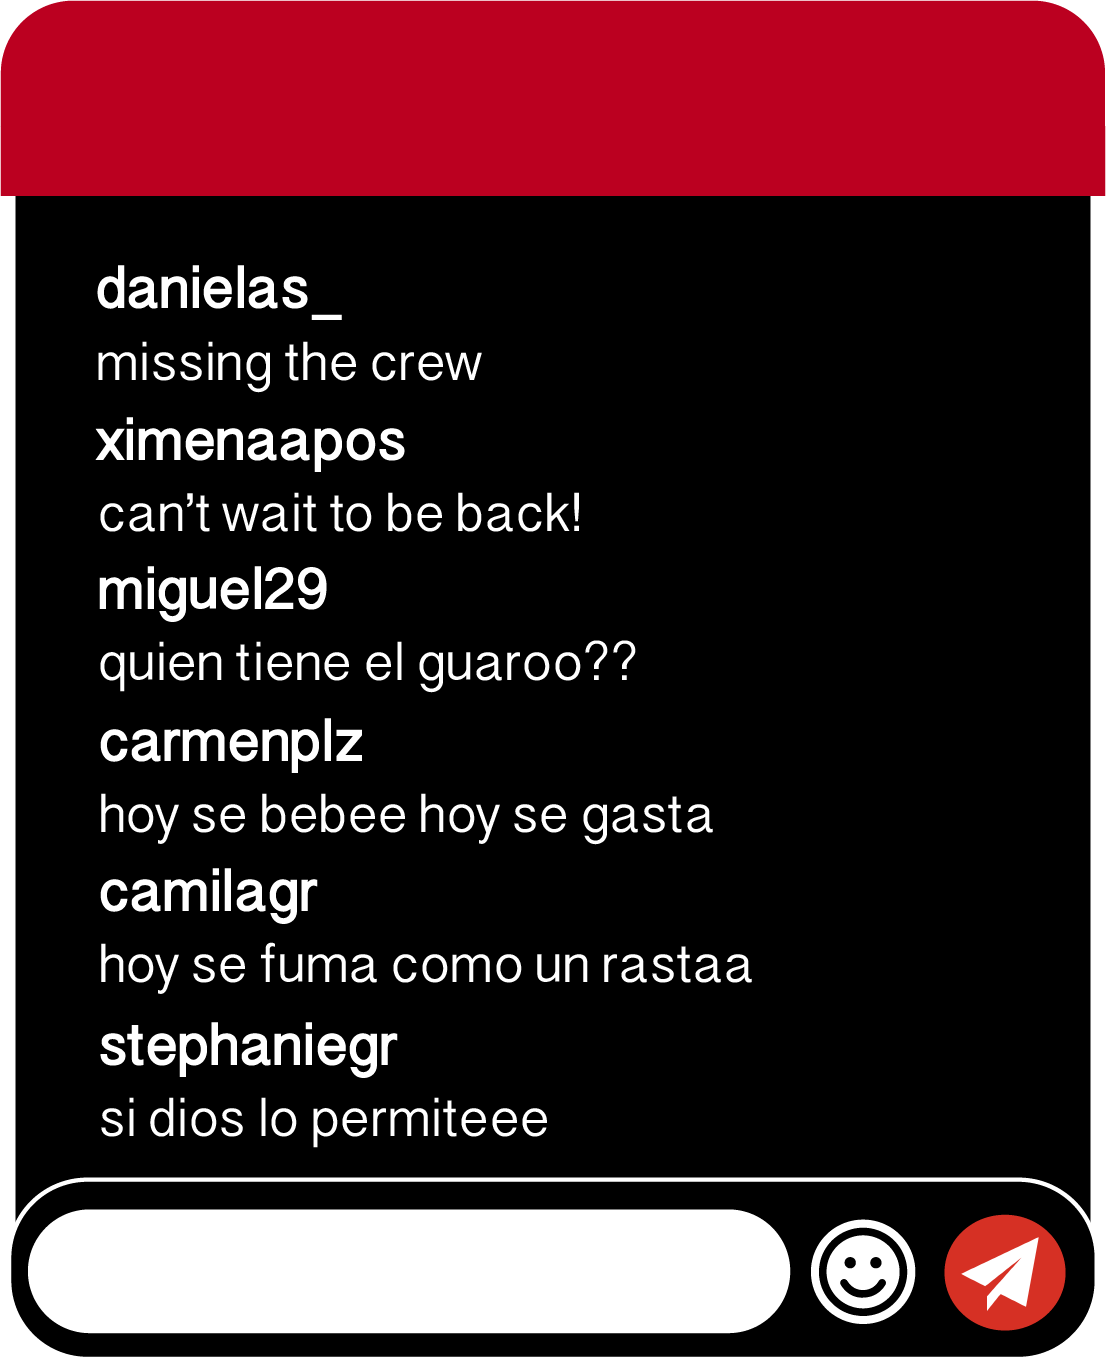 danielas_
missing the crew
ximenaapos
can’t wait to be back!
miguel29
quien tiene el guaroo??
carmenplz
hoy se bebee hoy se gasta
camilagr
hoy se fuma como un rastaa
stephaniegr
si dios lo permiteee